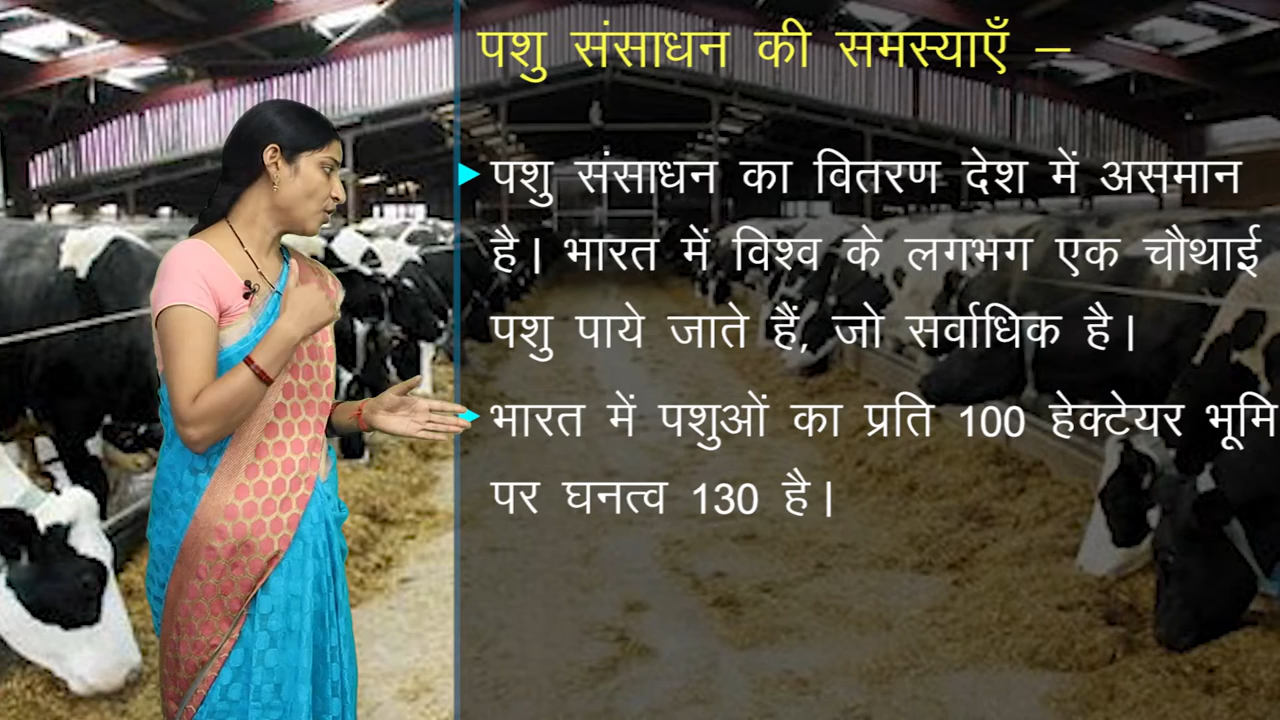 पशु संसाधन की समस्याएँ –
पशु संसाधन का वितरण देश में असमान
है। भारत में विश्व के लगभग एक चौथाई
पशु पाये जाते हैं, जो सर्वाधिक है।
भारत में पशुओं का प्रति 100 हेक्टेयर भूमि
पर घनत्व 130 है।